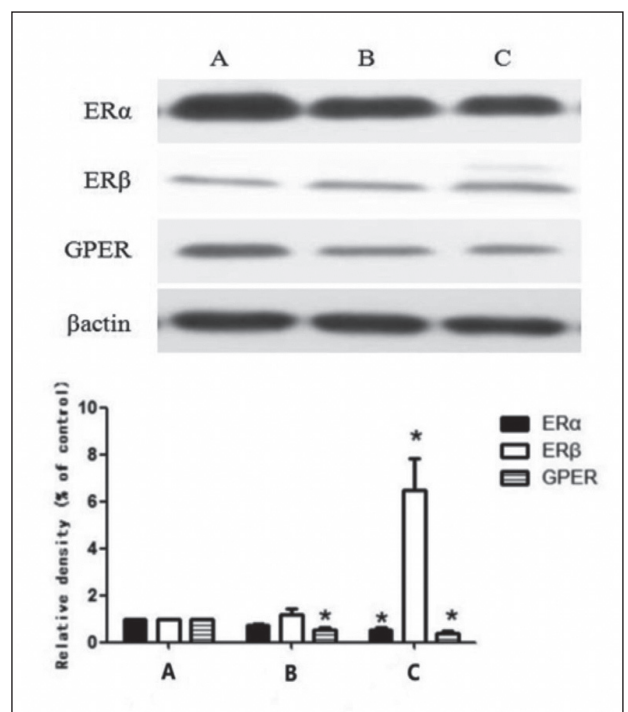 A B C
ERα
ERβ
GPER
βactin
Relative density (% of control)
10
8
6
4
2
0
*
* * *
A B C
ERα
ERβ
GPER